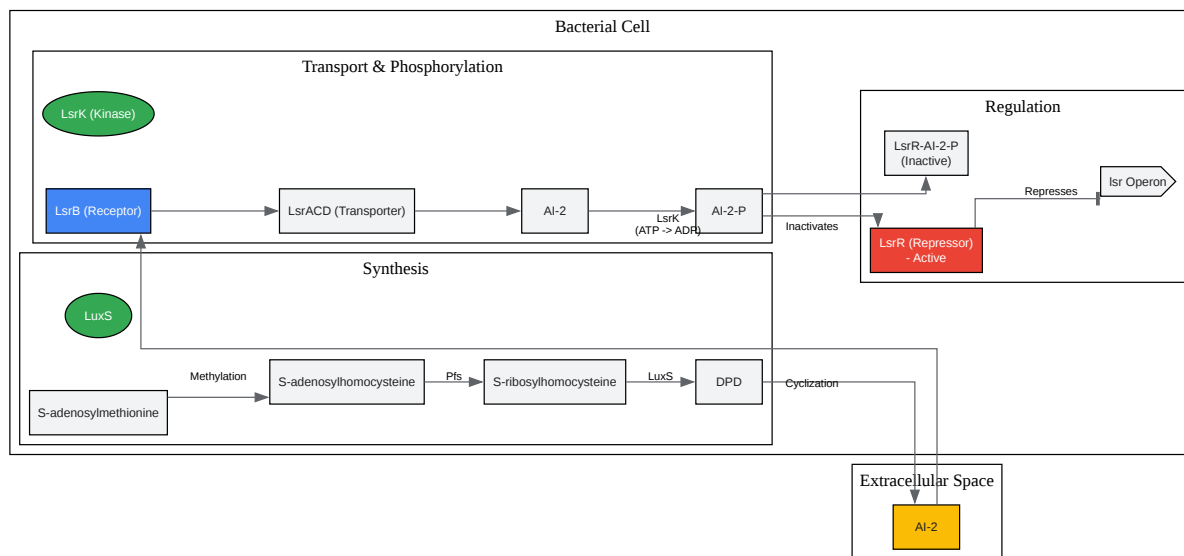 Bacterial Cell
Transport & Phosphorylation
LsrK (Kinase)
LsrB (Receptor)
LsrACD (Transporter)
AI-2
LsrK
(ATP -> ADP)
AI-2-P
Inactivates
Regulation
LsrR-AI-2-P
(Inactive)
Represses
lsr Operon
LsrR (Repressor)
- Active
Synthesis
LuxS
S-adenosylmethionine
Methylation
S-adenosylhomocysteine
Pfs
S-ribosylhomocysteine
LuxS
DPD
Cyclization
Extracellular Space
AI-2